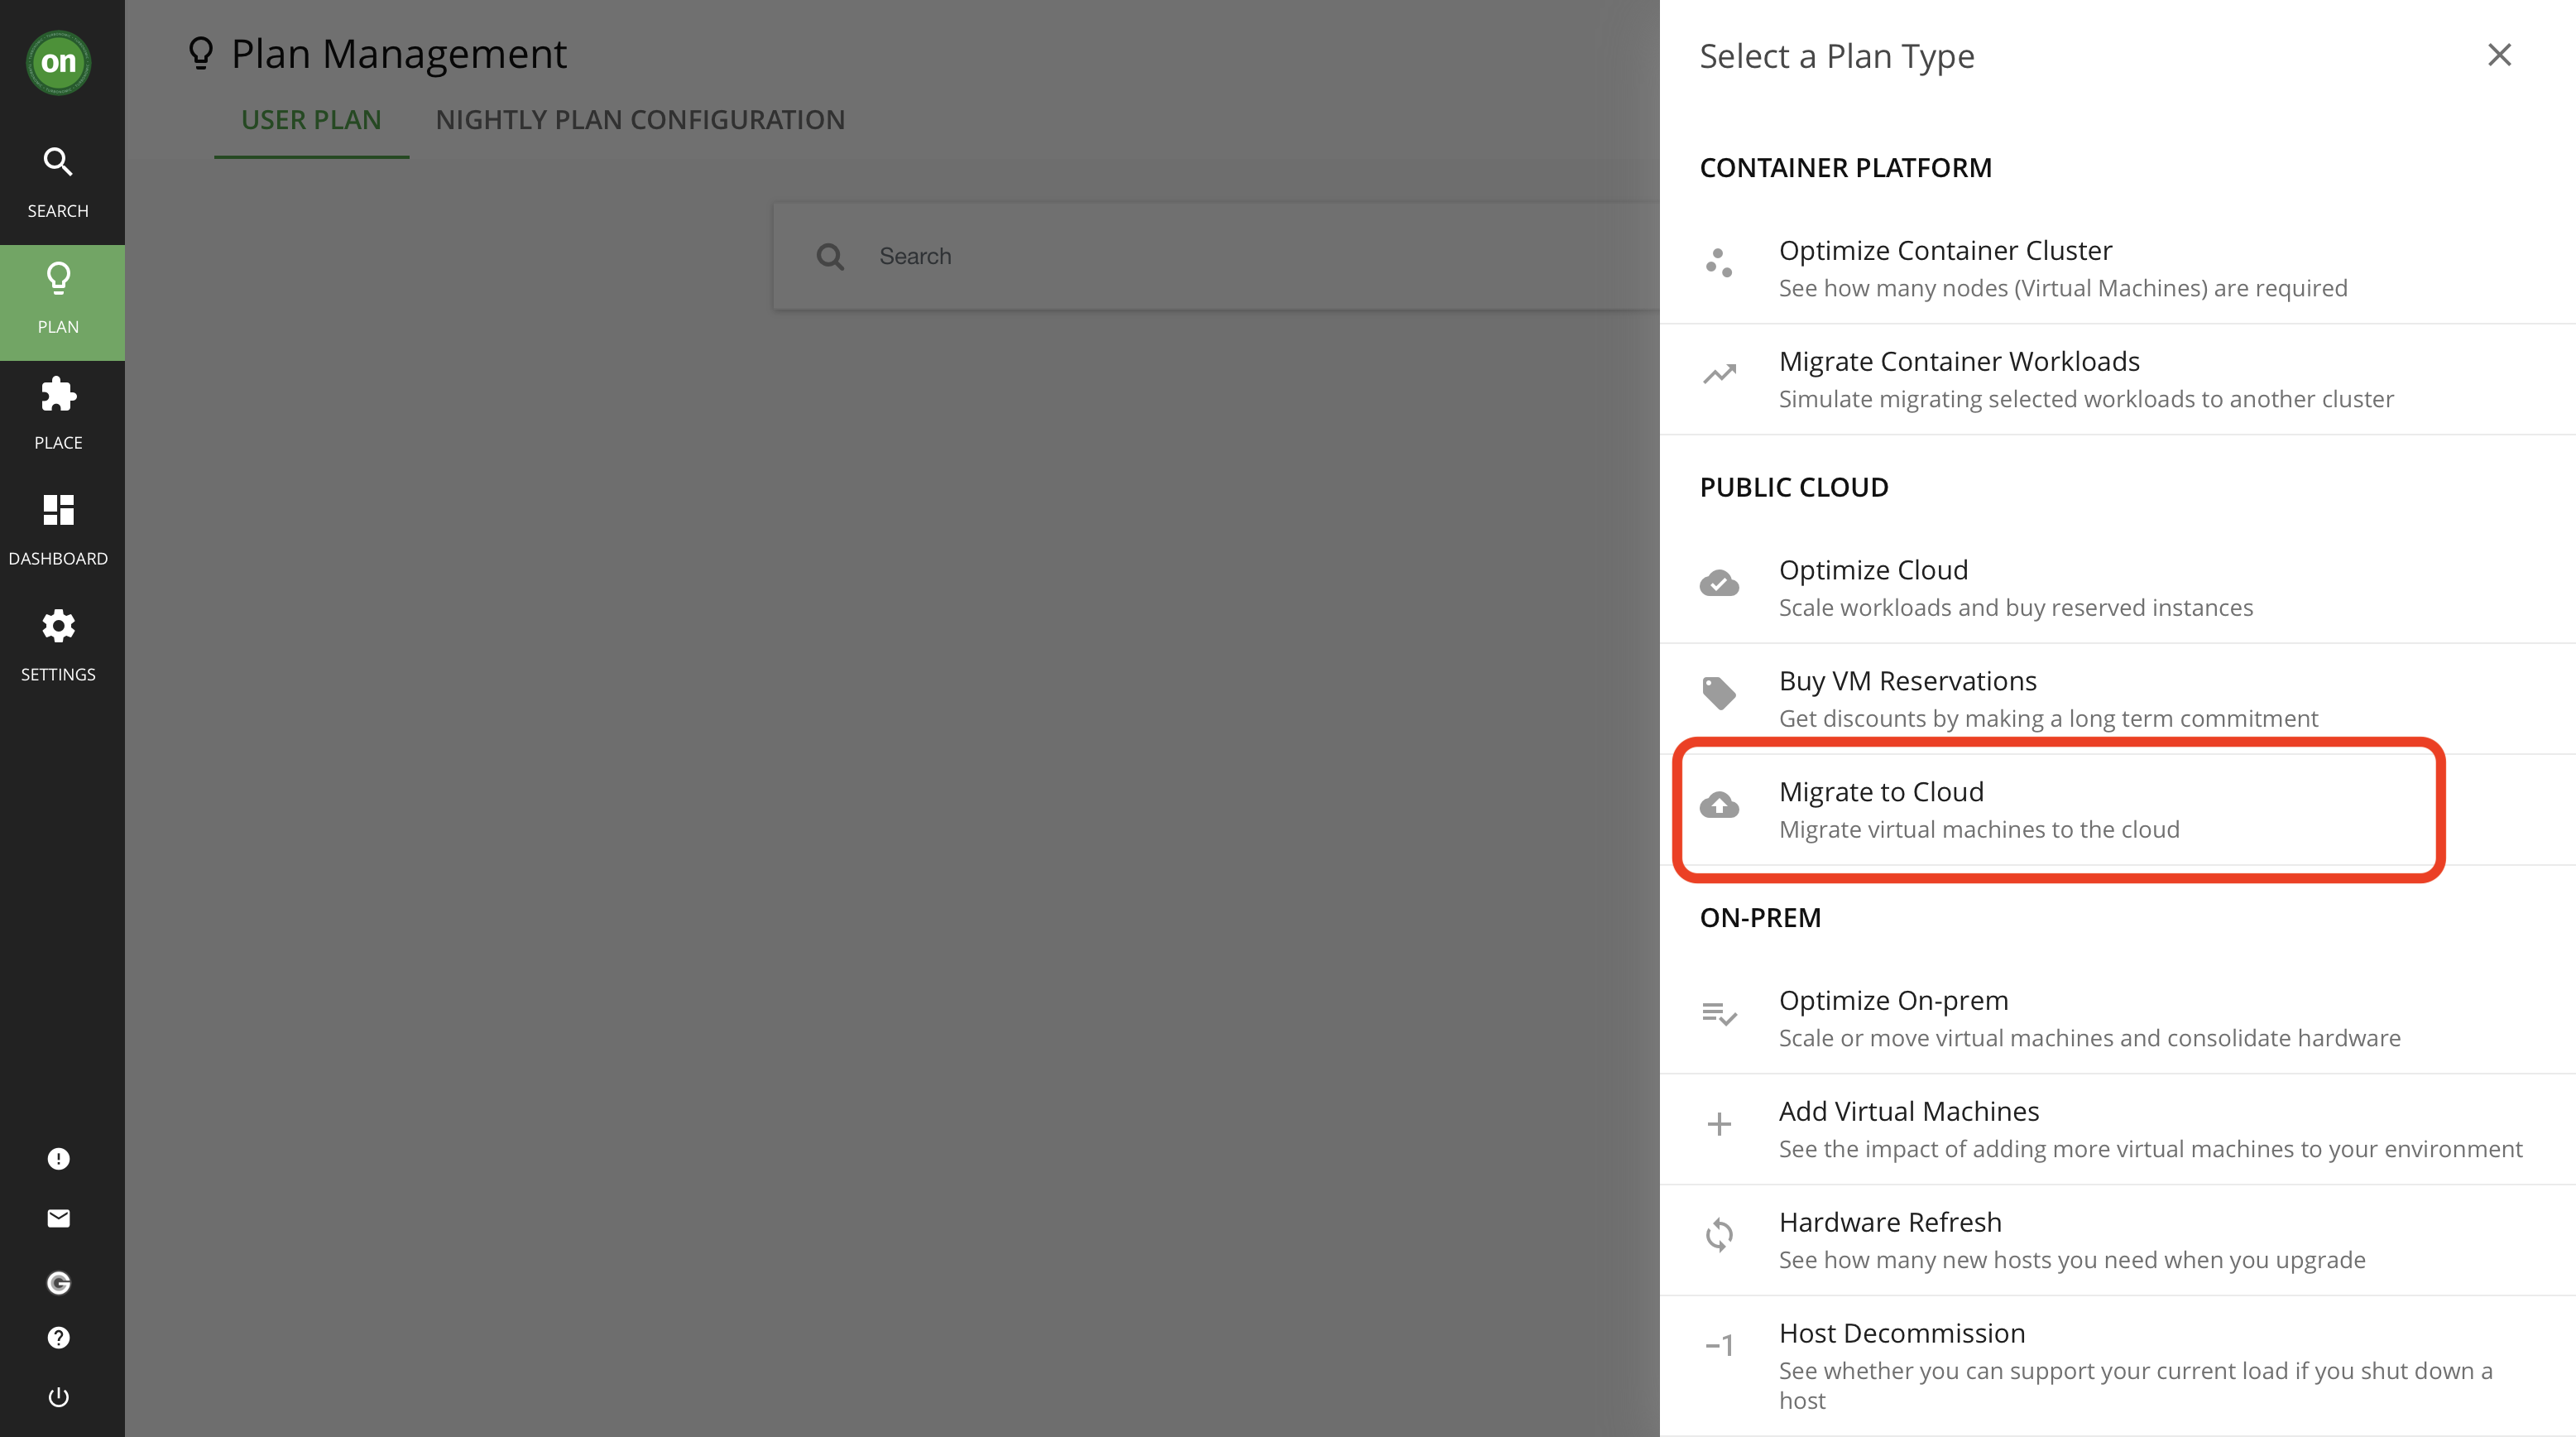 on
SEARCH
PLAN
PLACE
DASHBOARD
SETTINGS
Plan Management
USER PLAN
NIGHTLY PLAN CONFIGURATION
Search
Select a Plan Type
CONTAINER PLATFORM
Optimize Container Cluster
See how many nodes (Virtual Machines) are required
Migrate Container Workloads
Simulate migrating selected workloads to another cluster
PUBLIC CLOUD
Optimize Cloud
Scale workloads and buy reserved instances
Buy VM Reservations
Get discounts by making a long term commitment
Migrate to Cloud
Migrate virtual machines to the cloud
ON-PREM
Optimize On-prem
Scale or move virtual machines and consolidate hardware
Add Virtual Machines
See the impact of adding more virtual machines to your environment
Hardware Refresh
See how many new hosts you need when you upgrade
−1
Host Decommission
See whether you can support your current load if you shut down a
host